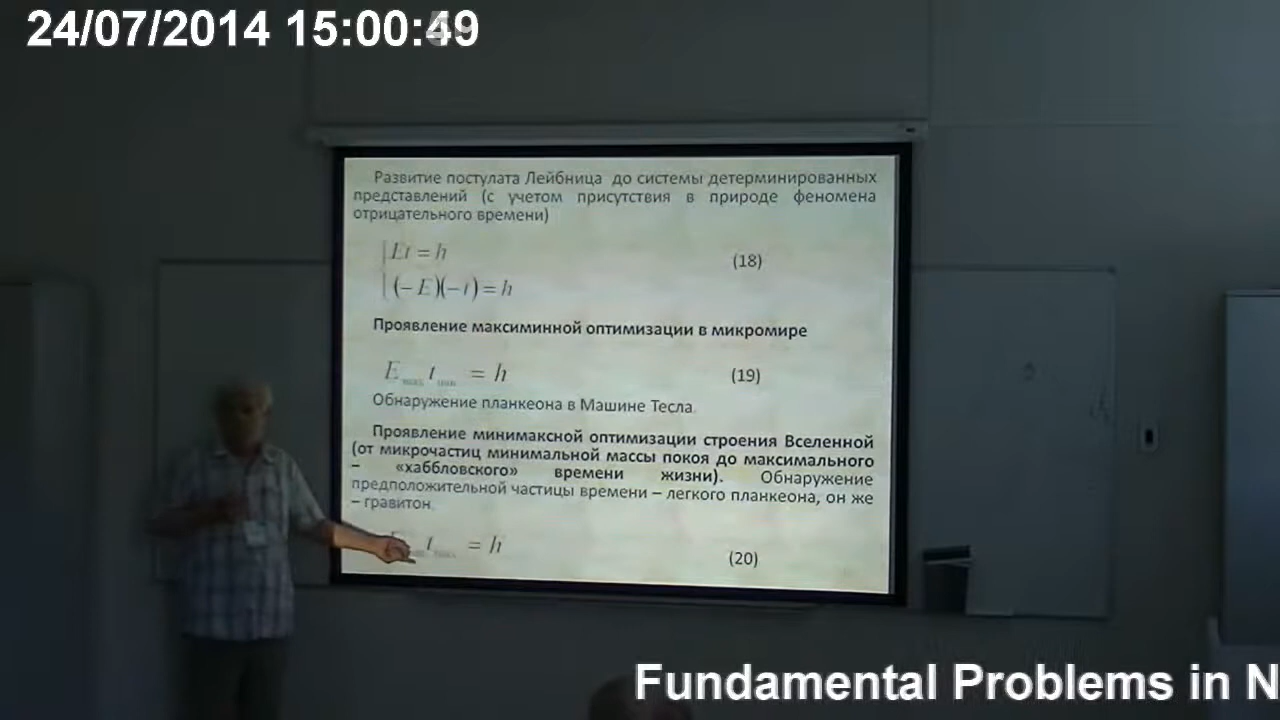 24/07/2014 15:00:49
Развитие постулата Лейбница до системы детерминированных
представлений (с учетом присутствия в природе феномена
отрицательного времени)
Et = h (18)
(− E)(− t) = h
Проявление максиминной оптимизации в микромире
E max t min = h (19)
Обнаружение планкеона в Машине Тесла.
Проявление минимаксной оптимизации строения Вселенной
(от микрочастиц минимальной массы покоя до максимального
– «хаббловского» времени жизни). Обнаружение
предположительной частицы времени – легкого планкеона, он же
– гравитон.
t = h (20)
Fundamental Problems in N